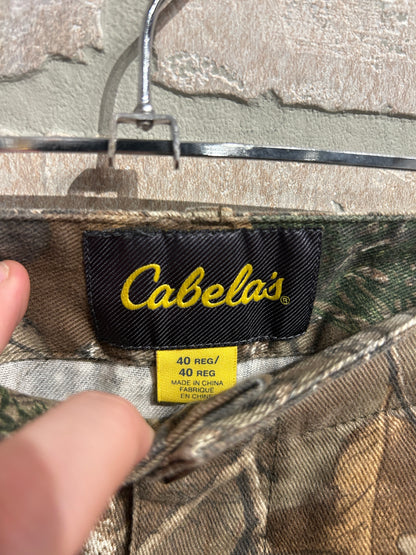 Cabela's®
40 REG/
40 REG
MADE IN CHINA
FABRIQUÉ
EN CHINE